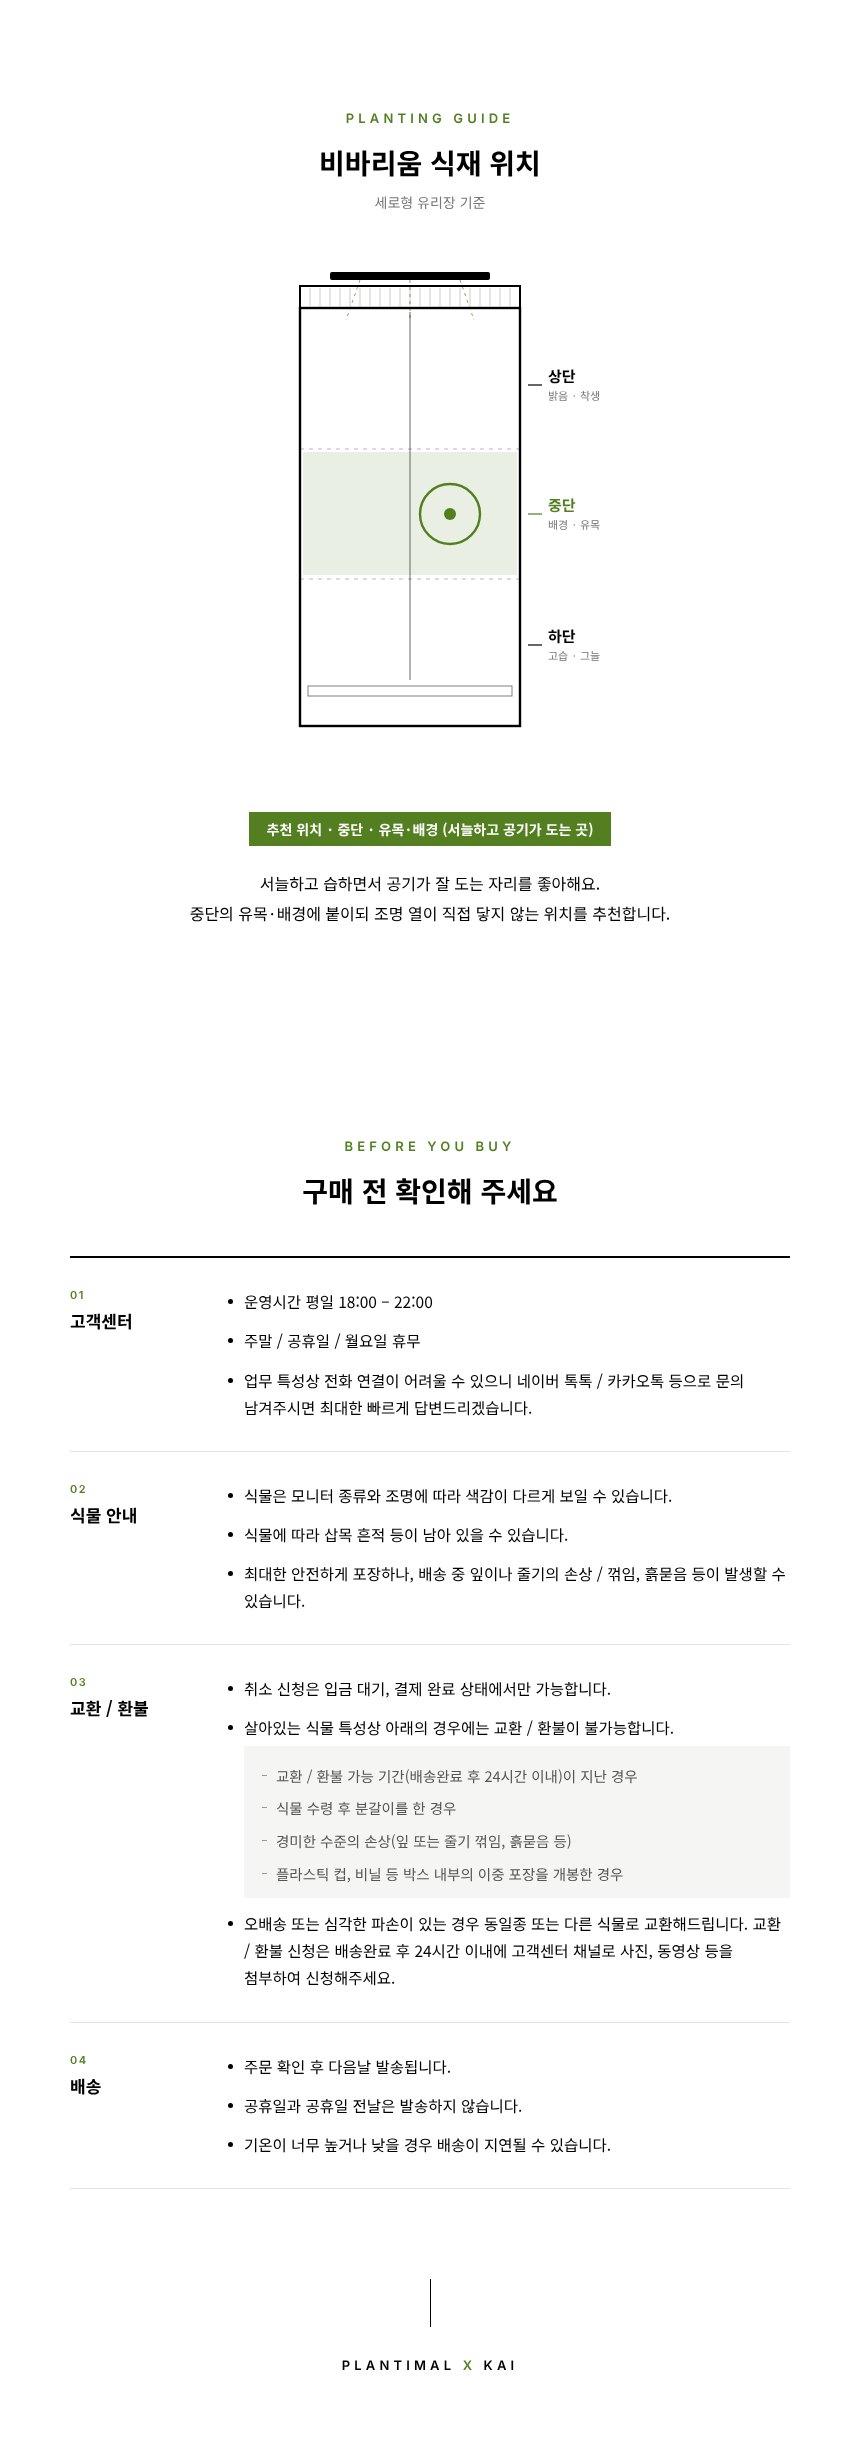 PLANTING GUIDE
비바리움 식재 위치
세로형 유리장 기준
상단
밝음 · 착생
중단
배경 · 유목
하단
고습 · 그늘
추천 위치 · 중단 · 유목·배경 (서늘하고 공기가 도는 곳)
서늘하고 습하면서 공기가 잘 도는 자리를 좋아해요.
중단의 유목·배경에 붙이되 조명 열이 직접 닿지 않는 위치를 추천합니다.
BEFORE YOU BUY
구매 전 확인해 주세요
01
고객센터
• 운영시간 평일 18:00 – 22:00
• 주말 / 공휴일 / 월요일 휴무
• 업무 특성상 전화 연결이 어려울 수 있으니 네이버 톡톡 / 카카오톡 등으로 문의
남겨주시면 최대한 빠르게 답변드리겠습니다.
02
식물 안내
• 식물은 모니터 종류와 조명에 따라 색감이 다르게 보일 수 있습니다.
• 식물에 따라 삽목 흔적 등이 남아 있을 수 있습니다.
• 최대한 안전하게 포장하나, 배송 중 잎이나 줄기의 손상 / 꺾임, 흙묻음 등이 발생할 수
있습니다.
03
교환 / 환불
• 취소 신청은 입금 대기, 결제 완료 상태에서만 가능합니다.
• 살아있는 식물 특성상 아래의 경우에는 교환 / 환불이 불가능합니다.
– 교환 / 환불 가능 기간(배송완료 후 24시간 이내)이 지난 경우
– 식물 수령 후 분갈이를 한 경우
– 경미한 수준의 손상(잎 또는 줄기 꺾임, 흙묻음 등)
– 플라스틱 컵, 비닐 등 박스 내부의 이중 포장을 개봉한 경우
• 오배송 또는 심각한 파손이 있는 경우 동일종 또는 다른 식물로 교환해드립니다. 교환
/ 환불 신청은 배송완료 후 24시간 이내에 고객센터 채널로 사진, 동영상 등을
첨부하여 신청해주세요.
04
배송
• 주문 확인 후 다음날 발송됩니다.
• 공휴일과 공휴일 전날은 발송하지 않습니다.
• 기온이 너무 높거나 낮을 경우 배송이 지연될 수 있습니다.
PLANTIMAL X KAI